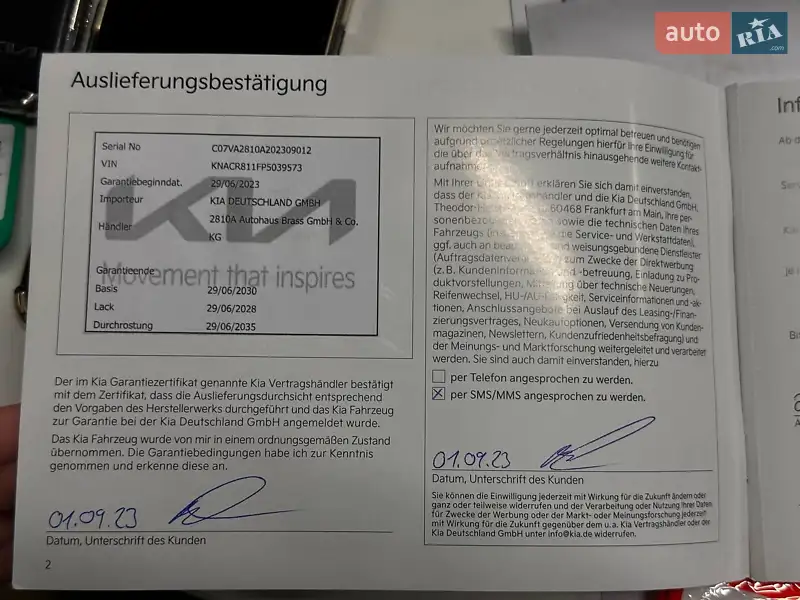 auto RIA .com
Auslieferungsbestätigung
Serial No C07VA2810A202309012
VIN KNACR811FP5039573
Garantiebeginndat. 29/06/2023
Importeur KIA DEUTSCHLAND GMBH
Händler 2810A Autohaus Brass GmbH & Co.
KG
KIA
Movement that inspires
Garantieende
Basis 29/06/2030
Lack 29/06/2028
Durchrostung 29/06/2035
Der im Kia Garantiezertifikat genannte Kia Vertragshändler bestätigt
mit dem Zertifikat, dass die Auslieferungsdurchsicht entsprechend
den Vorgaben des Herstellerwerks durchgeführt und das Kia Fahrzeug
zur Garantie bei der Kia Deutschland GmbH angemeldet wurde.
Das Kia Fahrzeug wurde von mir in einem ordnungsgemäßen Zustand
übernommen. Die Garantiebedingungen habe ich zur Kenntnis
genommen und erkenne diese an.
01.09.23
Datum, Unterschrift des Kunden
2
Wir möchten Sie gerne jederzeit optimal betreuen und benötigen
aufgrund gesetzlicher Regelungen hierfür Ihre Einwilligung für
die über das Vertragsverhältnis hinausgehende weitere Kontakt-
aufnahme.
Mit Ihrer erklären Sie sich damit einverstanden,
dass der Kia händler und die Kia Deutschland GmbH,
Theodor- 60468 Frankfurt am Main, Ihre per-
sonenbezo sowie die technischen Daten Ihres
Fahrzeugs Service- und Werkstattdaten),
ggf. auch an weisungsgebundene Dienstleister
(Auftragsdatenver zum Zwecke der Direktwerbung
(z.B. Kundeninform und -betreuung, Einladung zu Pro-
duktvorstellungen, über technische Neuerungen,
Reifenwechsel, HU-/AU- Serviceinformationen und -ak-
tionen, Anschlussangebote bei Auslauf des Leasing-/Finan-
zierungsvertrages, Neukaufoptionen, Versendung von Kunden-
magazinen, Newslettern, Kundenzufriedenheitsbefragung) und
der Meinungs- und Marktforschung weitergeleitet und verarbeitet
werden. Sie sind auch damit einverstanden, hierzu
per Telefon angesprochen zu werden.
per SMS/MMS angesprochen zu werden.
01.09.23
Datum, Unterschrift des Kunden
Sie können die Einwilligung jederzeit mit Wirkung für die Zukunft ändern oder
ganz oder teilweise widerrufen und der Verarbeitung oder Nutzung Ihrer Daten
für Zwecke der Werbung oder der Markt- oder Meinungsforschung jederzeit
mit Wirkung für die Zukunft gegenüber dem u.a. Kia Vertragshändler oder der
Kia Deutschland GmbH unter info@kia.de widerrufen.